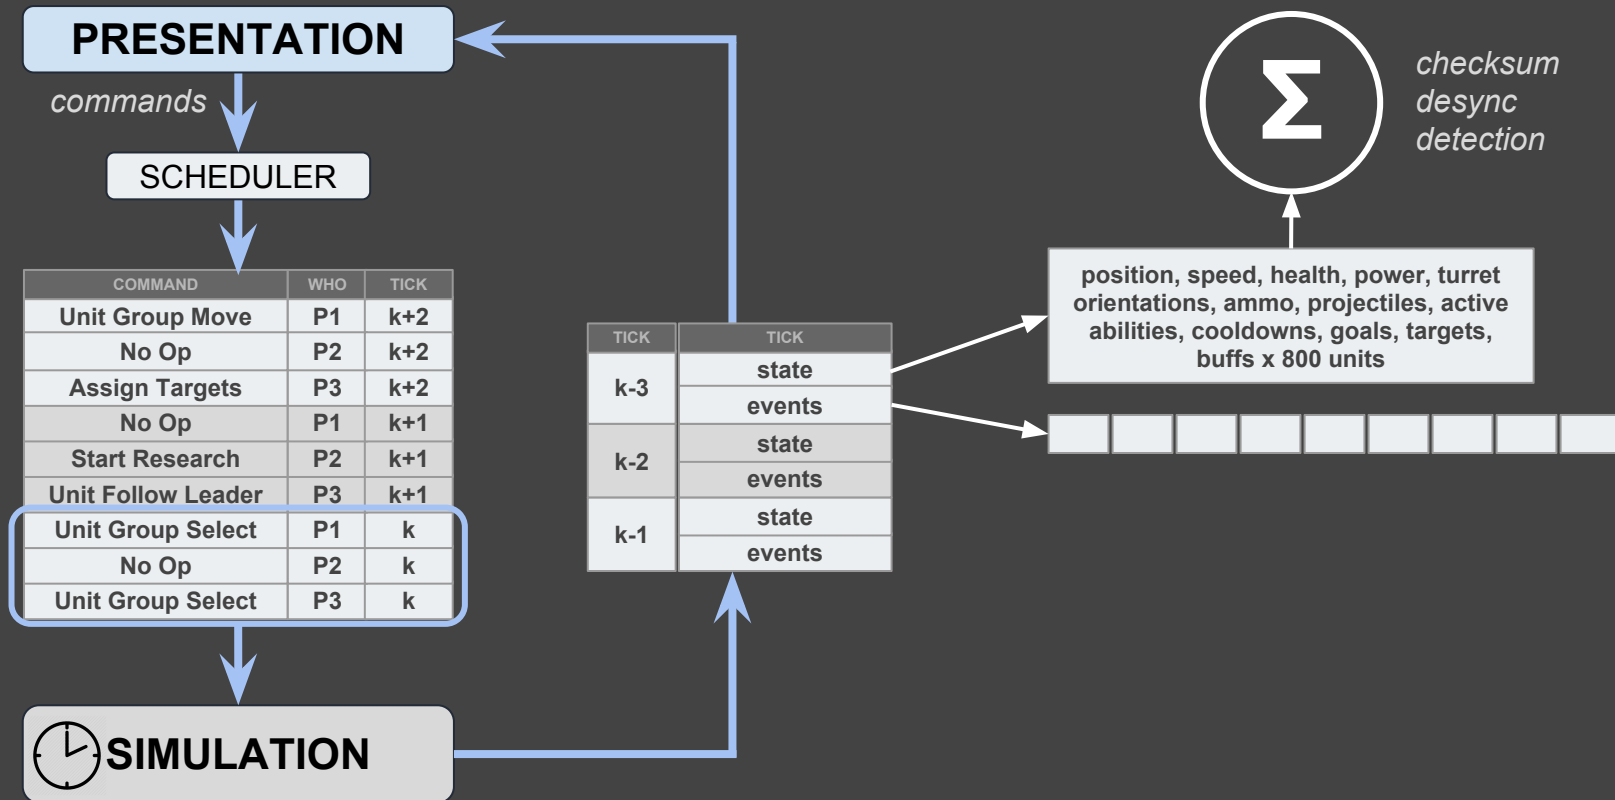 PRESENTATION
commands
SCHEDULER
COMMAND WHO TICK
Unit Group Move P1 k+2
No Op P2 k+2
Assign Targets P3 k+2
No Op P1 k+1
Start Research P2 k+1
Unit Follow Leader P3 k+1
Unit Group Select P1 k
No Op P2 k
Unit Group Select P3 k
SIMULATION
TICK TICK
k-3
state
events
k-2
state
events
k-1
state
events
Σ
checksum
desync
detection
position, speed, health, power, turret
orientations, ammo, projectiles, active
abilities, cooldowns, goals, targets,
buffs x 800 units